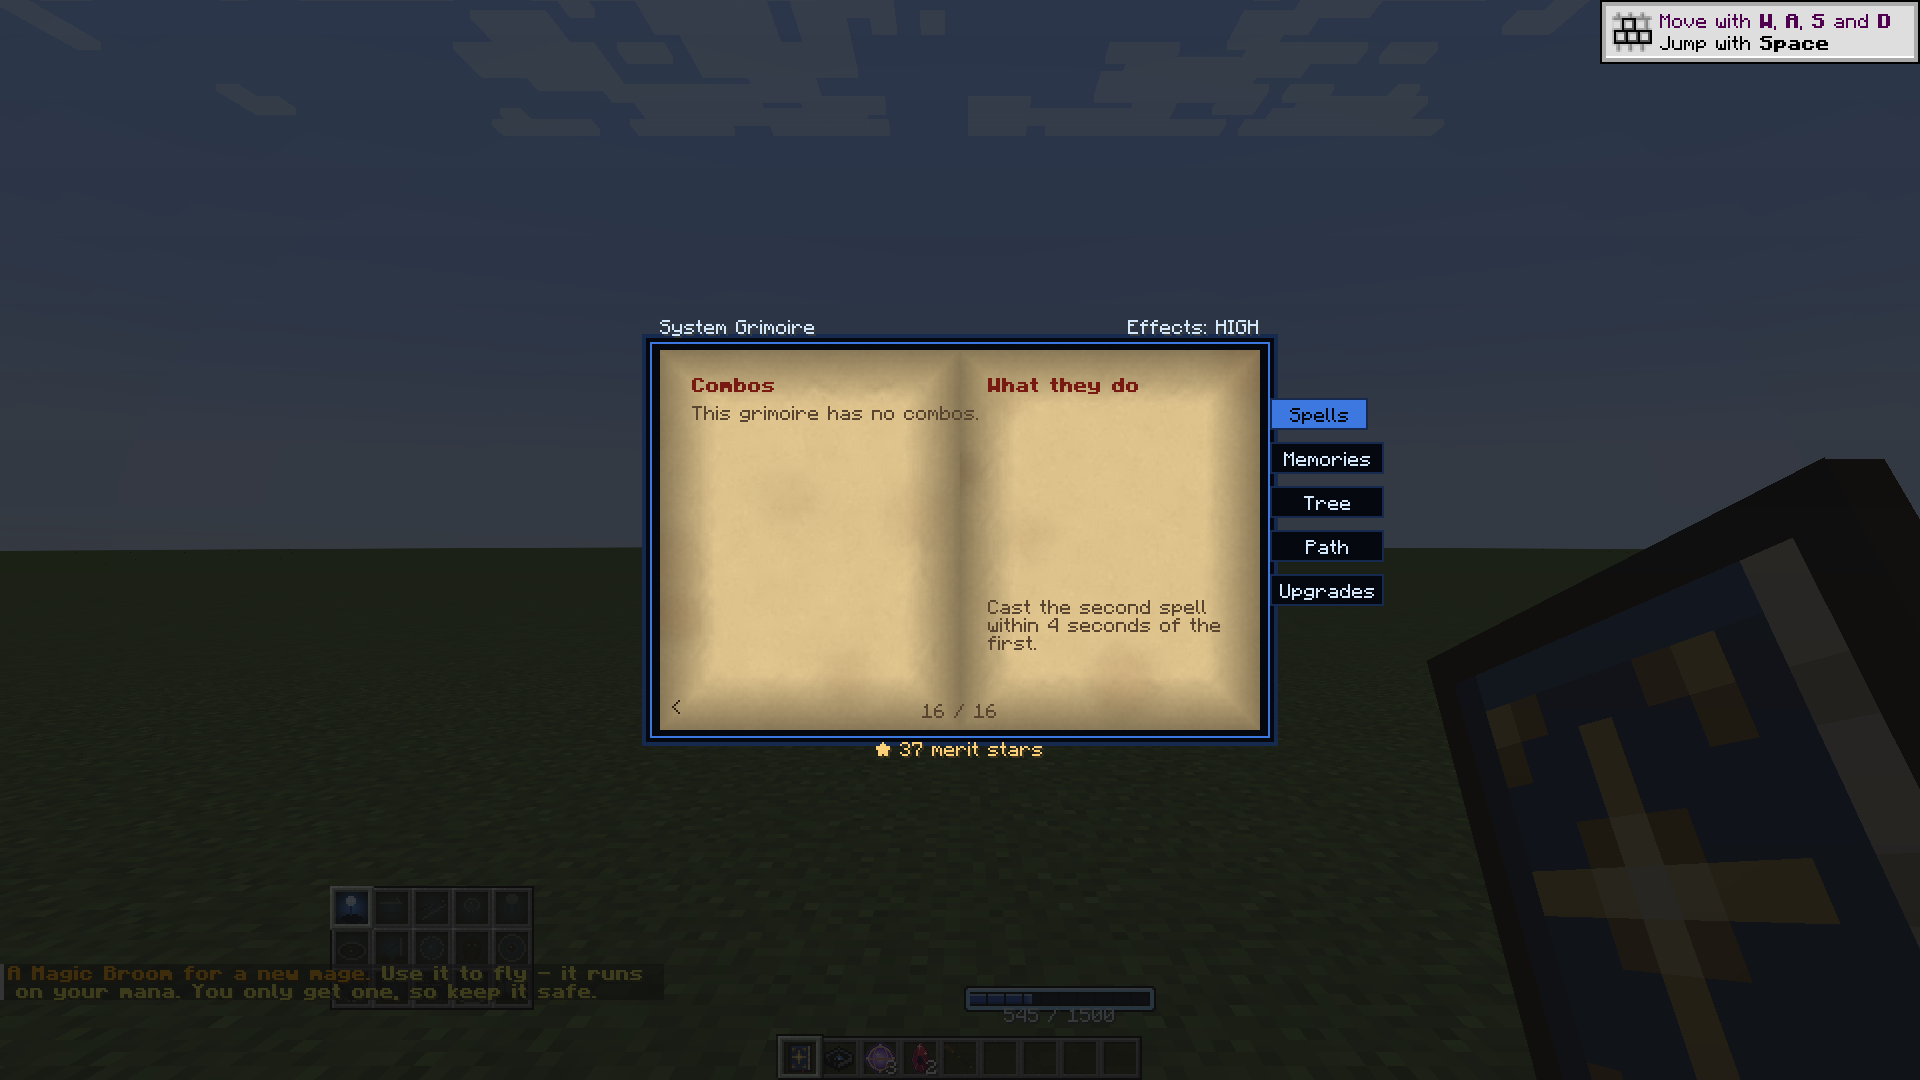 Move with W, A, S and D
Jump with Space
System Grimoire
Effects: HIGH
Combos
This grimoire has no combos.
What they do
Cast the second spell
within 4 seconds of the
first.
<
16 / 16
37 merit stars
Spells
Memories
Tree
Path
Upgrades
A Magic Broom for a new mage. Use it to fly - it runs
on your mana. You only get one, so keep it safe.
545 / 1500
3
2